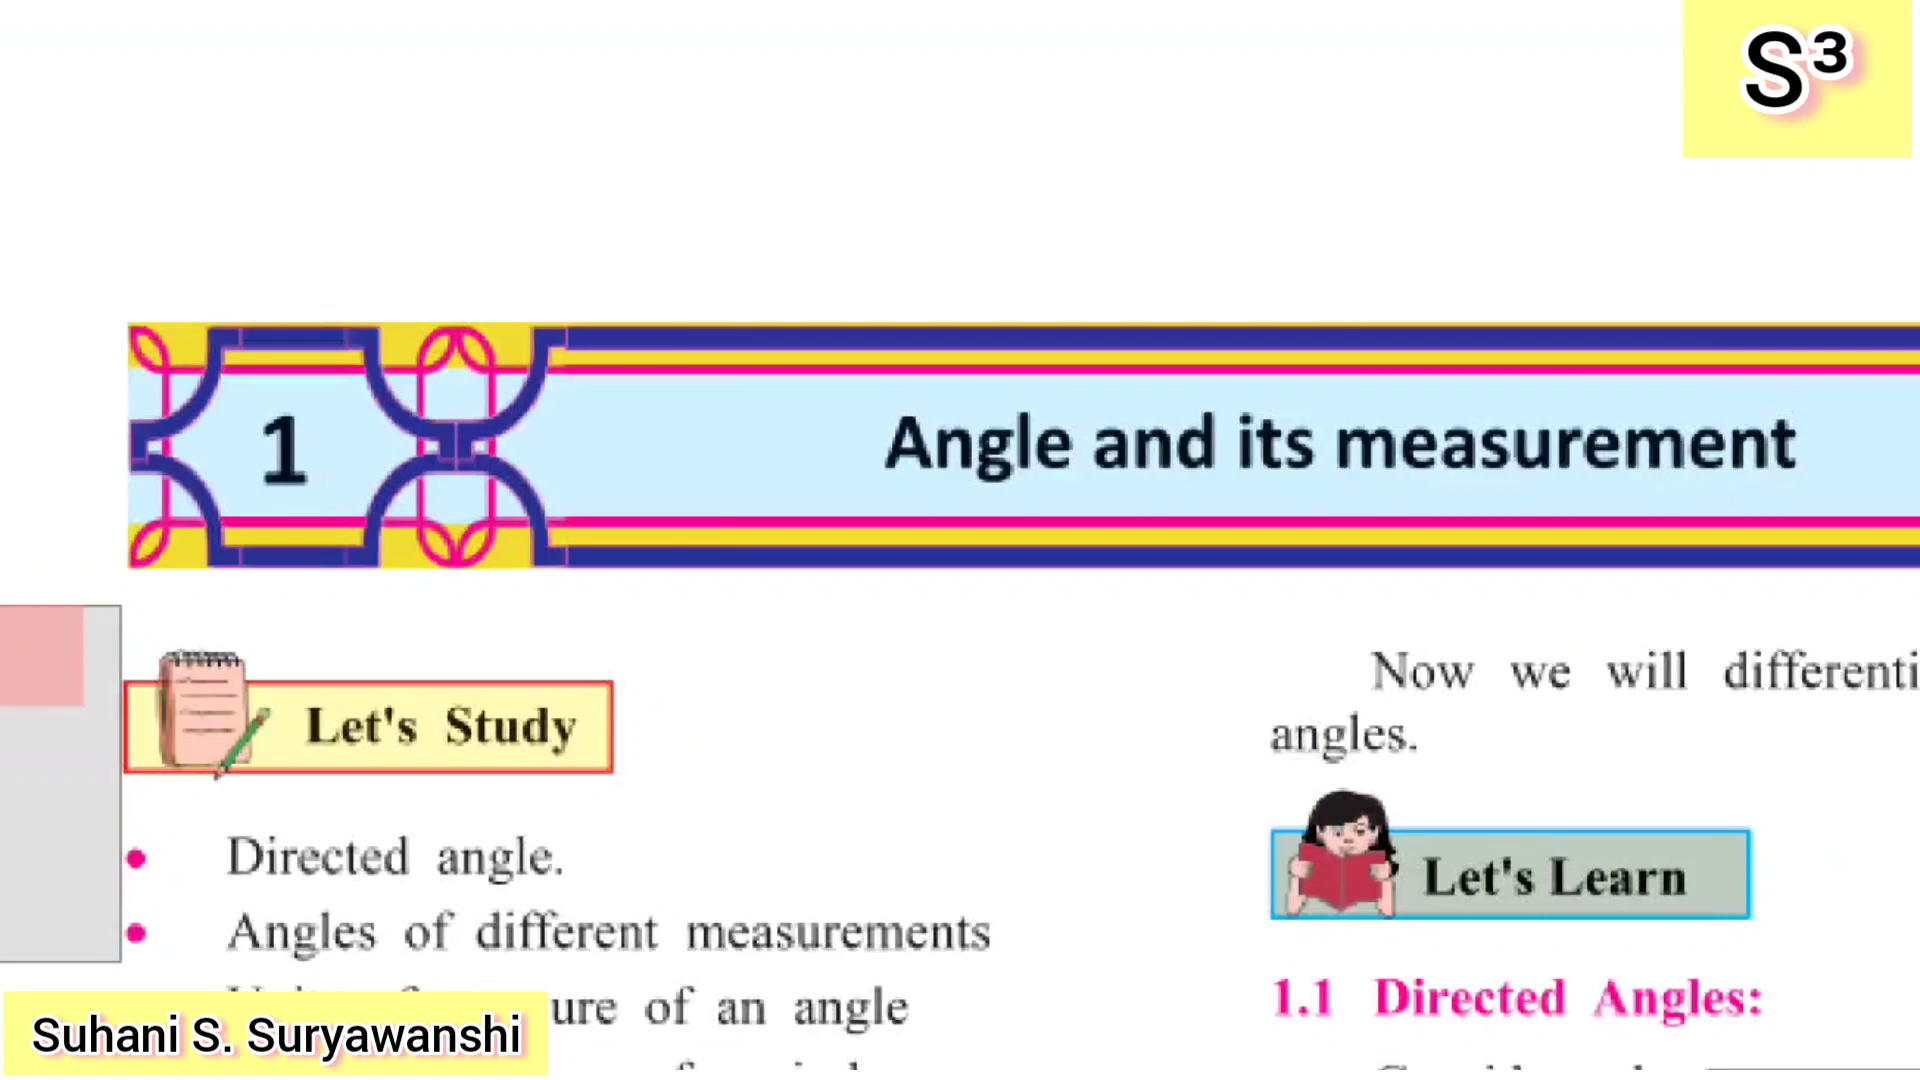 S³
1
Angle and its measurement
Let's Study
Directed angle.
Angles of different measurements
of an angle
Suhani S. Suryawanshi
Now we will
angles.
Let's Learn
1.1 Directed Angles: